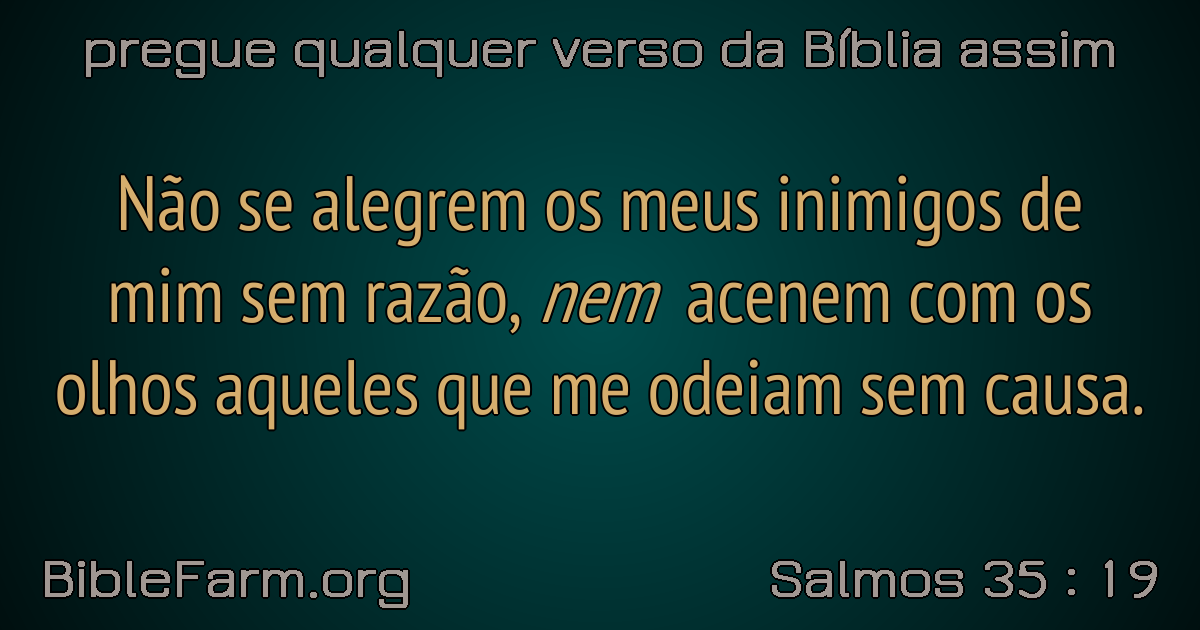 pregue qualquer verso da Bíblia assim
Não se alegrem os meus inimigos de
mim sem razão, nem acenem com os
olhos aqueles que me odeiam sem causa.
BibleFarm.org
Salmos 35 : 19